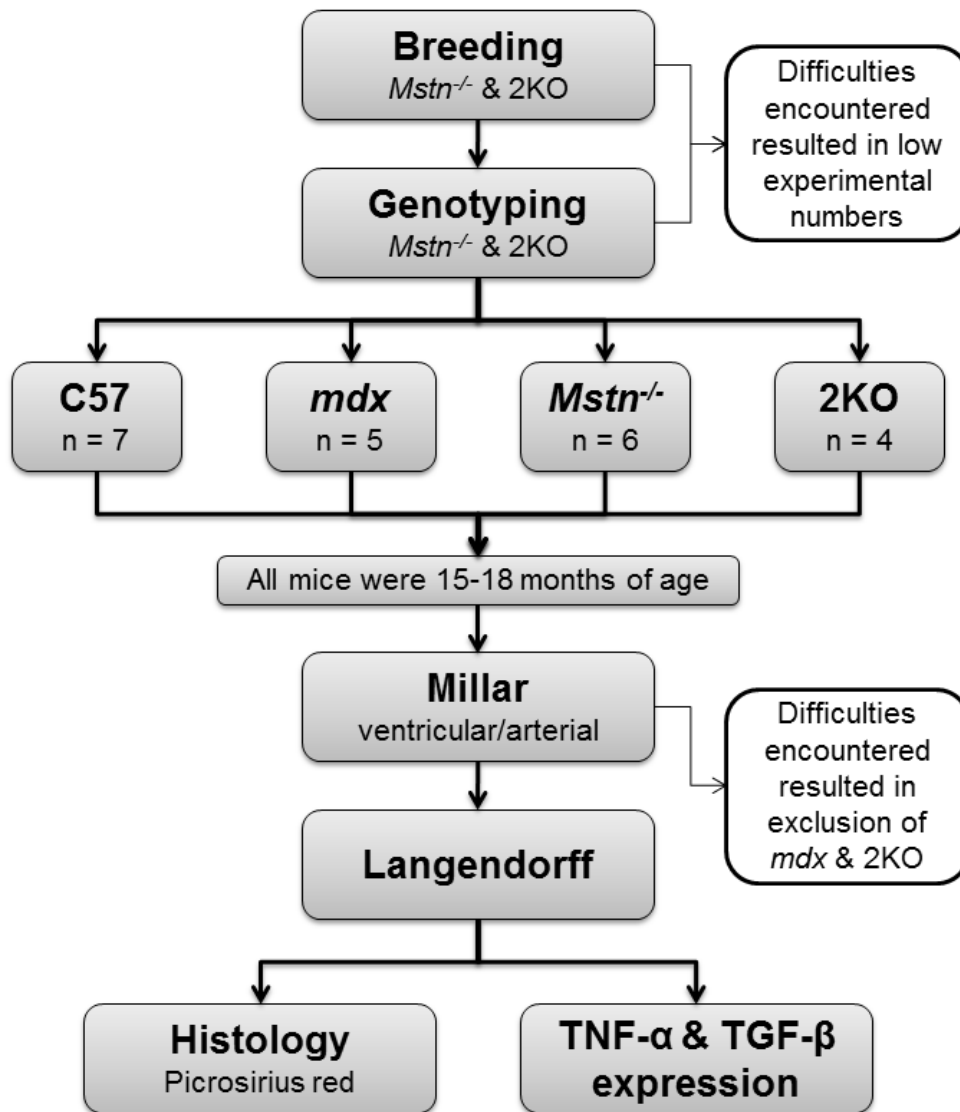 Breeding
Mstn-/- & 2KO
Difficulties
encountered
resulted in low
experimental
numbers
Genotyping
Mstn-/- & 2KO
C57
n = 7
mdx
n = 5
Mstn-/-
n = 6
2KO
n = 4
All mice were 15-18 months of age
Millar
ventricular/arterial
Difficulties
encountered
resulted in
exclusion of
mdx & 2KO
Langendorff
Histology
Picrosirius red
TNF-α & TGF-β
expression